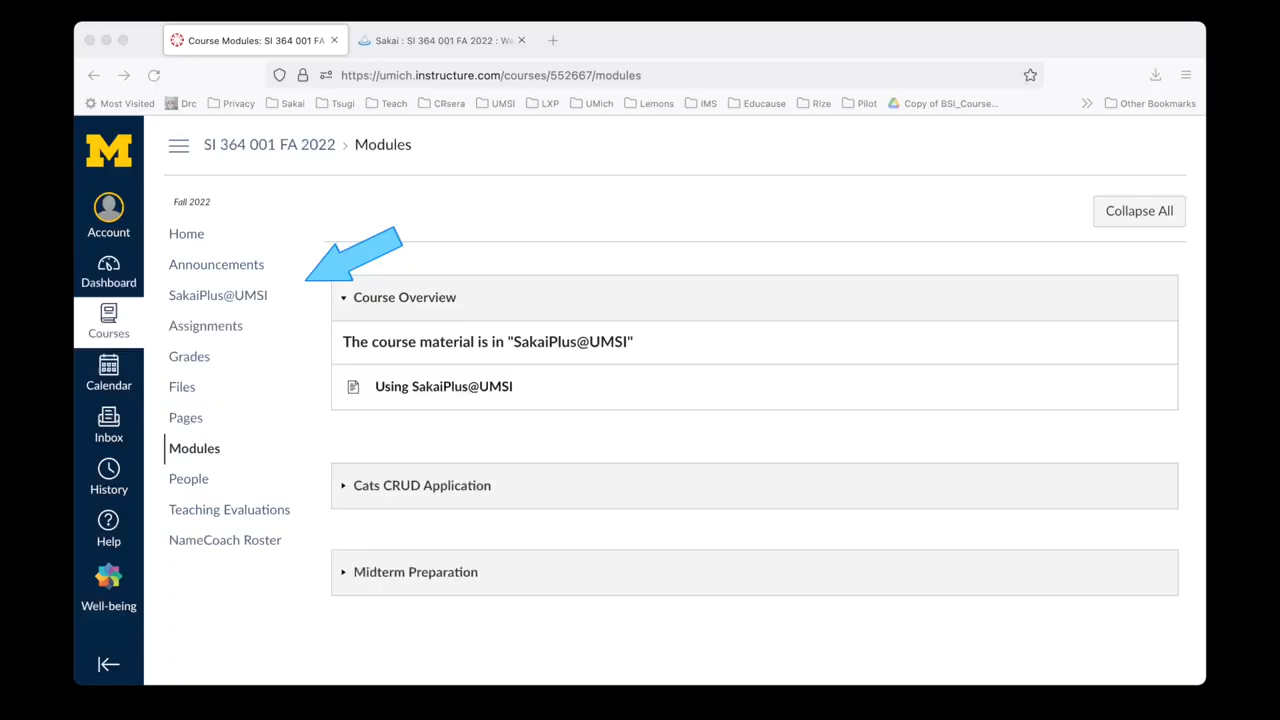 Course Modules: SI 364 001 FA
Sakai : SI 364 001 FA 2022 : We
https://umich.instructure.com/courses/552667/modules
Most Visited Drc Privacy Sakai Tsugi Teach CRsera UMSI LXP UMich Lemons IMS Educause Rize Pilot Copy of BSI_Course... Other Bookmarks
M
Account
Dashboard
Courses
Calendar
Inbox
History
Help
Well-being
SI 364 001 FA 2022 › Modules
Fall 2022
Home
Announcements
SakaiPlus@UMSI
Assignments
Grades
Files
Pages
Modules
People
Teaching Evaluations
NameCoach Roster
Collapse All
Course Overview
The course material is in "SakaiPlus@UMSI"
Using SakaiPlus@UMSI
Cats CRUD Application
Midterm Preparation